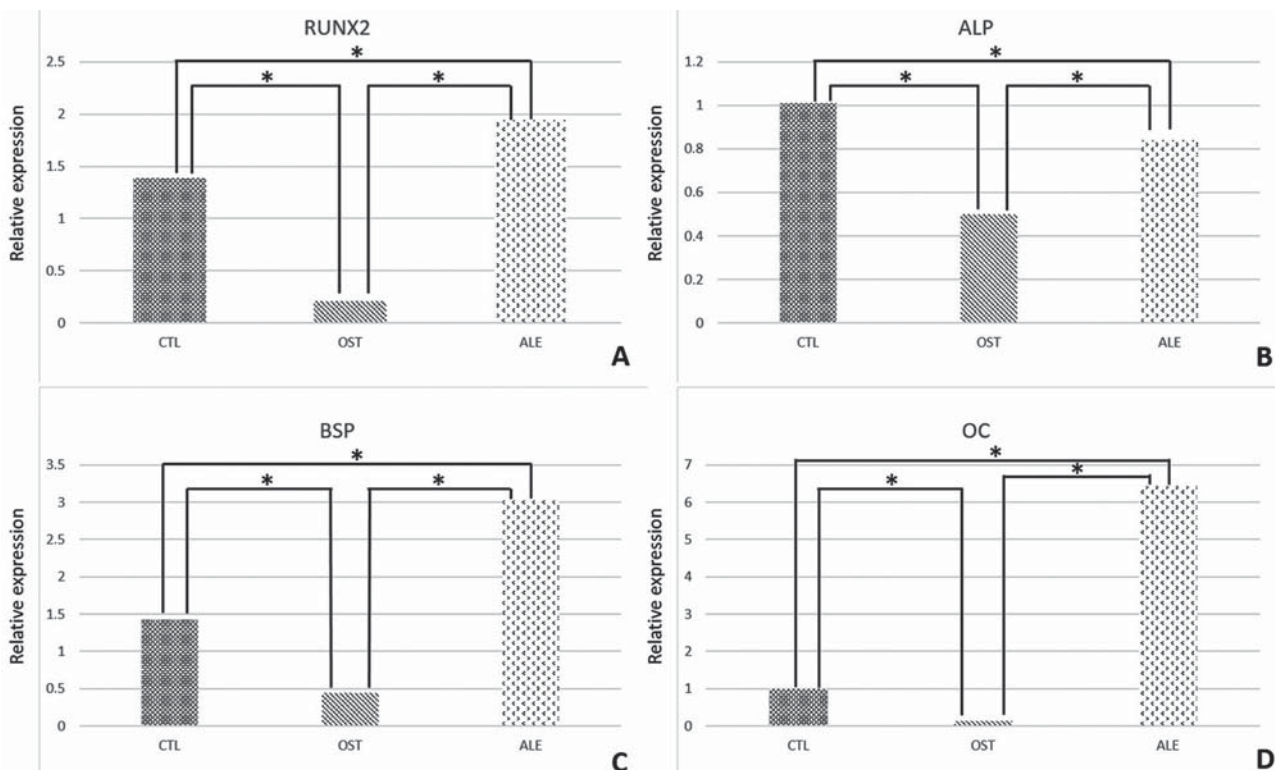 RUNX2
*
* *
2.5
2
1.5
1
0.5
0
Relative expression
CTL OST ALE
A
ALP
*
* *
1.2
1
0.8
0.6
0.4
0.2
0
Relative expression
CTL OST ALE
B
BSP
*
* *
3.5
3
2.5
2
1.5
1
0.5
0
Relative expression
CTL OST ALE
C
OC
*
* *
7
6
5
4
3
2
1
0
Relative expression
CTL OST ALE
D